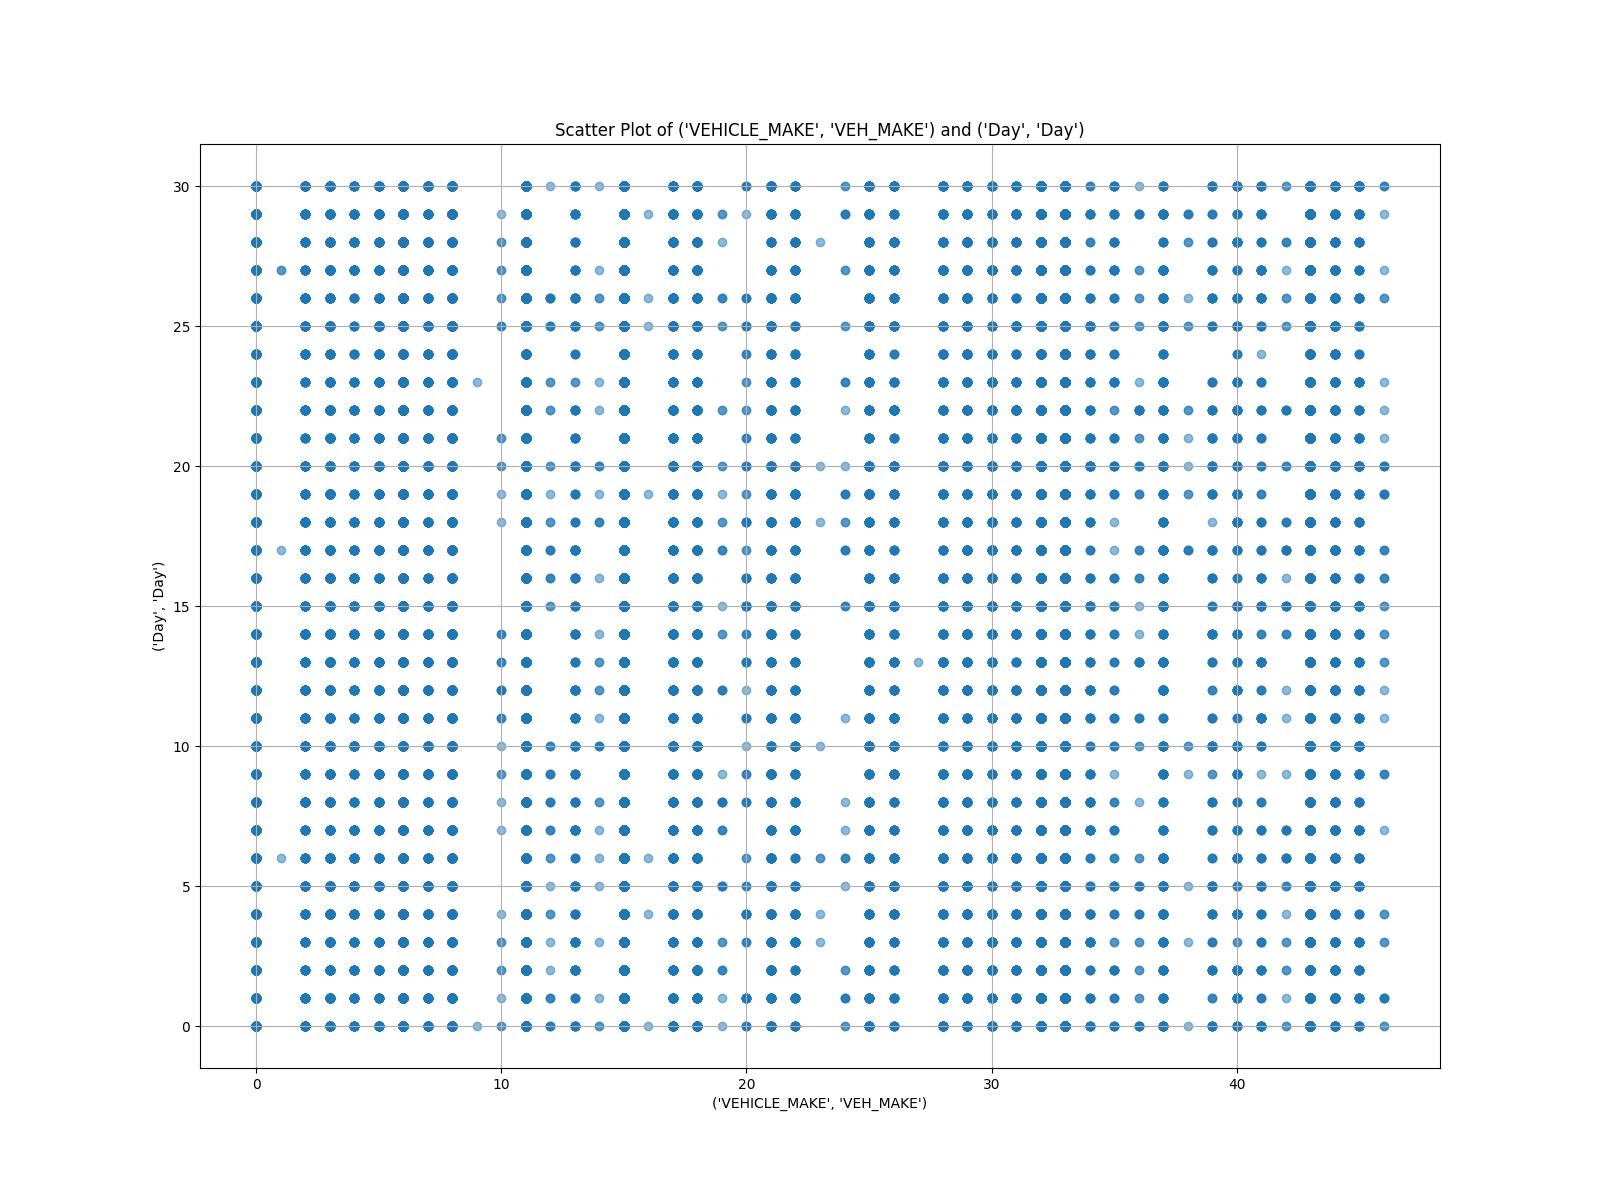 Scatter Plot of ('VEHICLE_MAKE', 'VEH_MAKE') and ('Day', 'Day')
30
25
20
15
10
5
0
('Day', 'Day')
0 10 20 30 40
('VEHICLE_MAKE', 'VEH_MAKE')